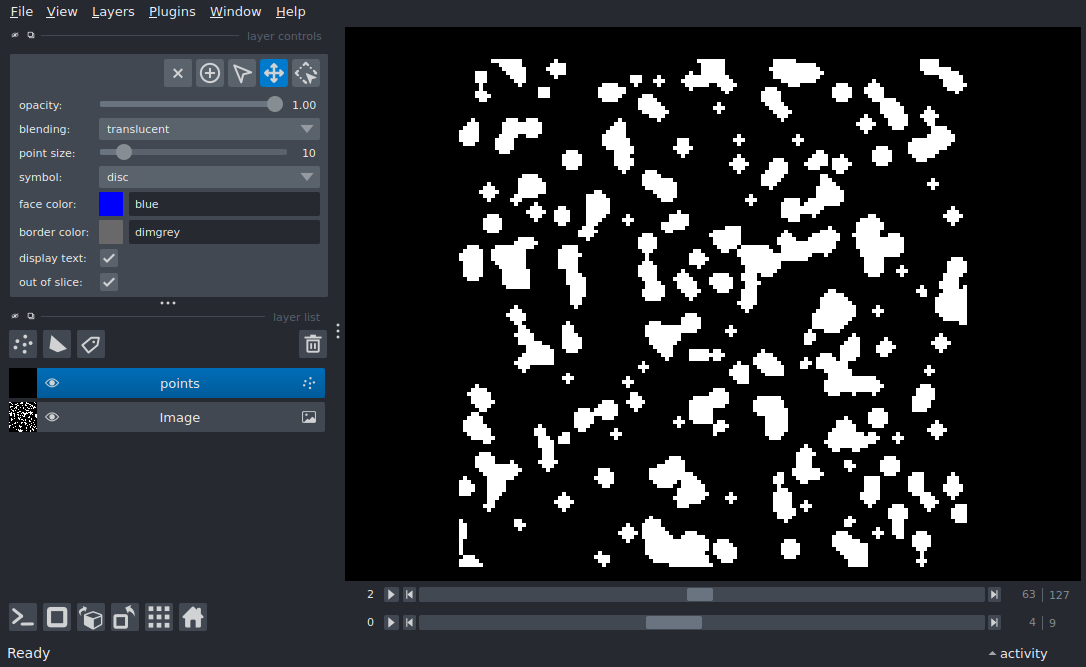 File View Layers Plugins Window Help
layer controls
opacity: 1.00
blending: translucent
point size: 10
symbol: disc
face color: blue
border color: dimgrey
display text:
out of slice:
layer list
points
Image
2 63 127
0 4 9
Ready
activity